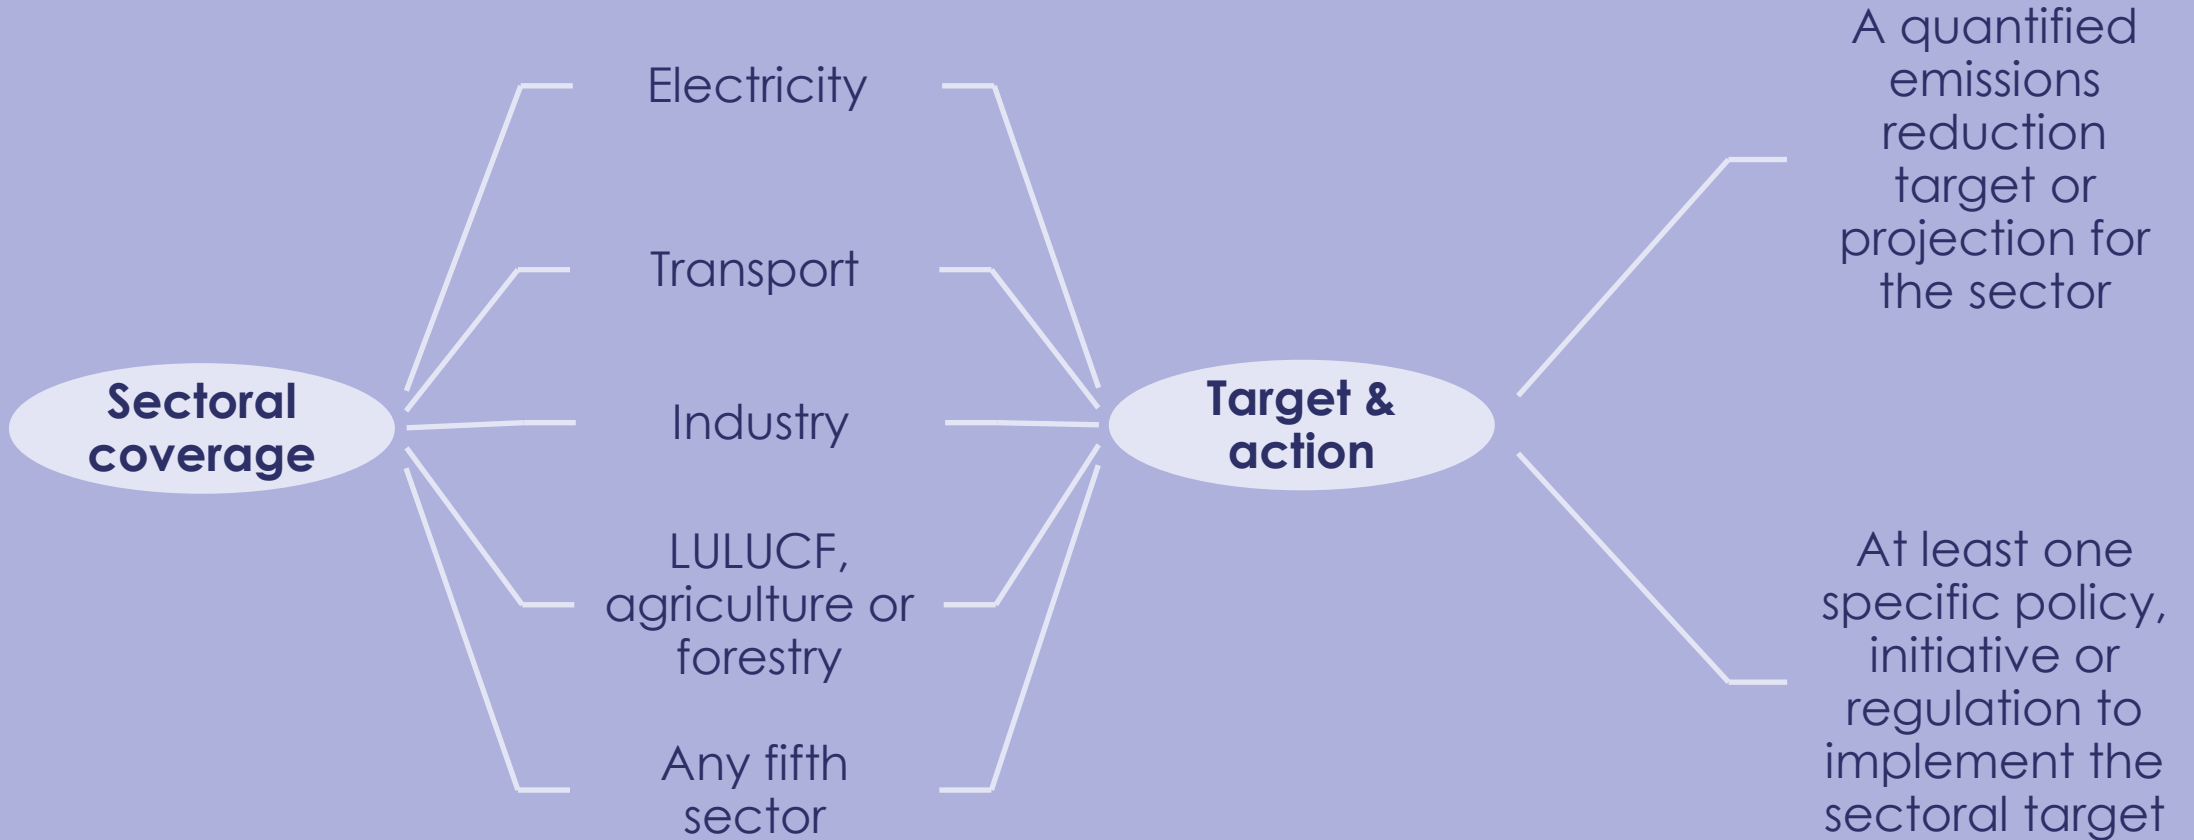 Sectoral
coverage
Electricity
Transport
Industry
LULUCF,
agriculture or
forestry
Any fifth
sector
Target &
action
A quantified
emissions
reduction
target or
projection for
the sector
At least one
specific policy,
initiative or
regulation to
implement the
sectoral target